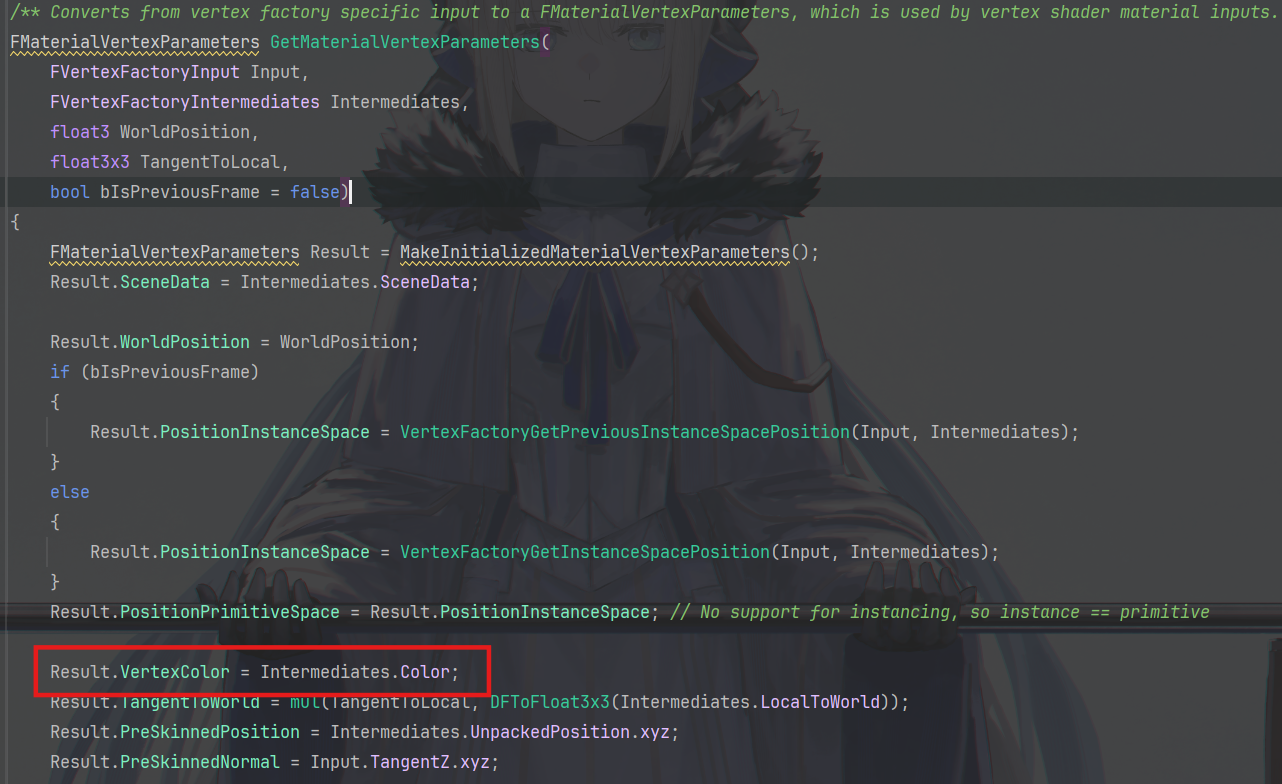 /** Converts from vertex factory specific input to a FMaterialVertexParameters, which is used by vertex shader material inputs.
FMaterialVertexParameters GetMaterialVertexParameters(
    FVertexFactoryInput Input,
    FVertexFactoryIntermediates Intermediates,
    float3 WorldPosition,
    float3x3 TangentToLocal,
    bool bIsPreviousFrame = false)
{
    FMaterialVertexParameters Result = MakeInitializedMaterialVertexParameters();
    Result.SceneData = Intermediates.SceneData;
    Result.WorldPosition = WorldPosition;
    if (bIsPreviousFrame)
    {
        Result.PositionInstanceSpace = VertexFactoryGetPreviousInstanceSpacePosition(Input, Intermediates);
    }
    else
    {
        Result.PositionInstanceSpace = VertexFactoryGetInstanceSpacePosition(Input, Intermediates);
    }
    Result.PositionPrimitiveSpace = Result.PositionInstanceSpace; // No support for instancing, so instance == primitive
    Result.VertexColor = Intermediates.Color;
    Result.TangentToWorld = mul(TangentToLocal, DFToFloat3x3(Intermediates.LocalToWorld));
    Result.PreSkinnedPosition = Intermediates.UnpackedPosition.xyz;
    Result.PreSkinnedNormal = Input.TangentZ.xyz;